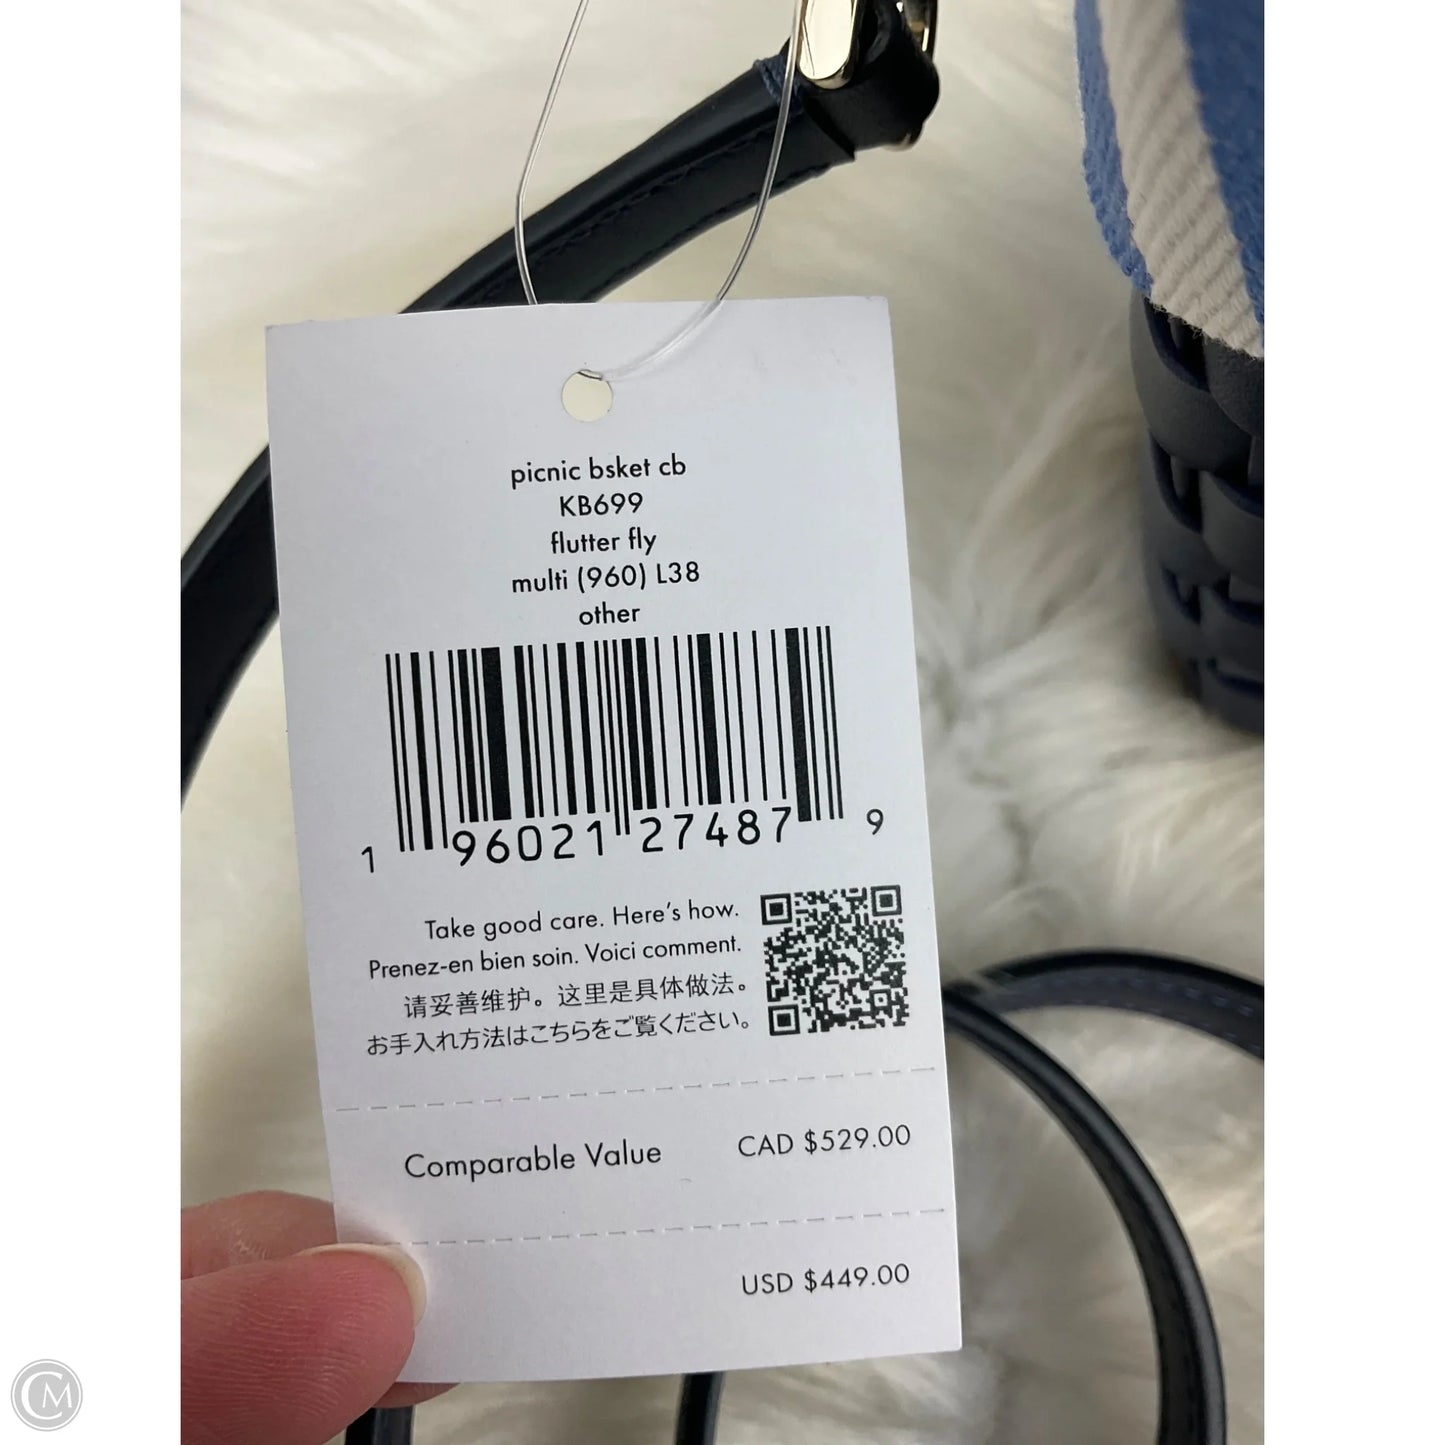 picnic bsket cb
KB699
flutter fly
multi (960) L38
other
1 96021 27487 9
Take good care. Here's how.
Prenez-en bien soin. Voici comment.
请妥善维护。这里是具体做法。
お手入れ方法はこちらをご覧ください。
Comparable Value CAD $529.00
USD $449.00
CM